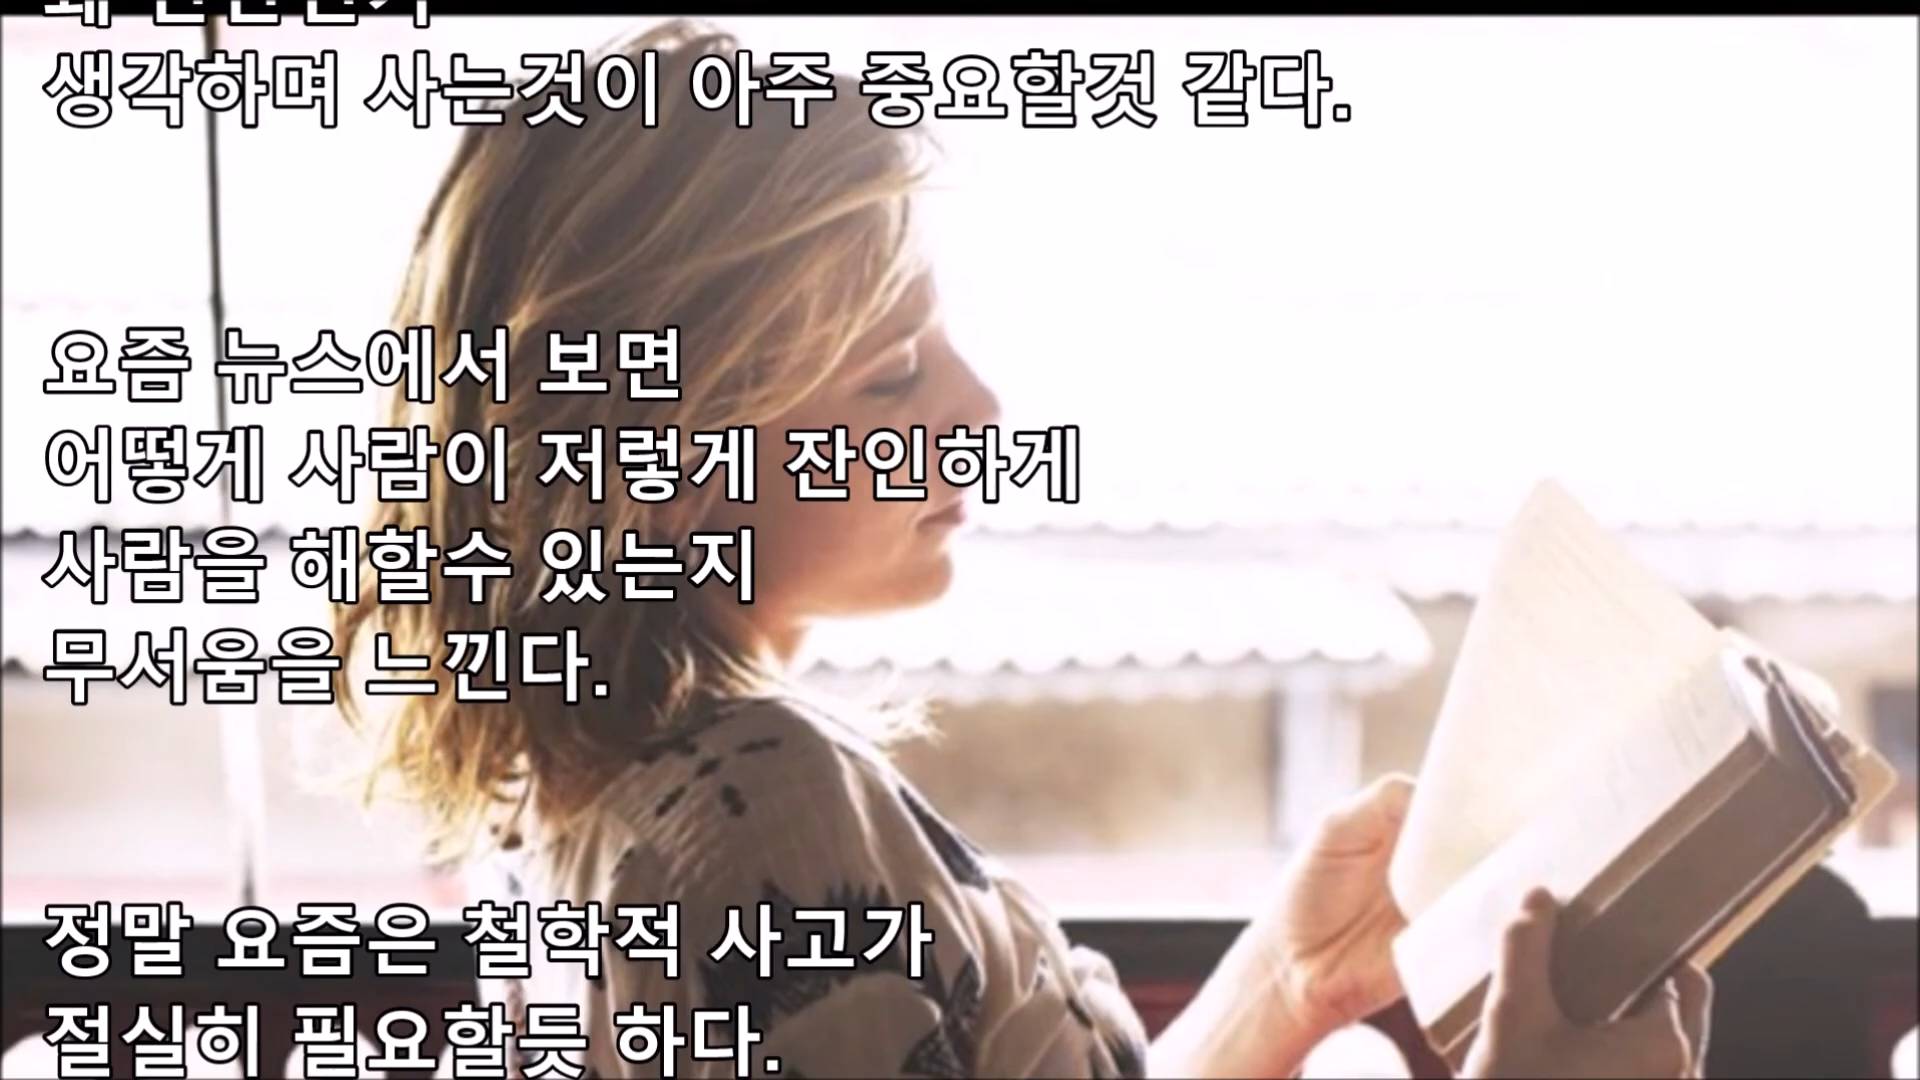 생각하며 사는것이 아주 중요할것 같다.
요즘 뉴스에서 보면
어떻게 사람이 저렇게 잔인하게
사람을 해할수 있는지
무서움을 느낀다.
정말 요즘은 철학적 사고가
절실히 필요할듯 하다.